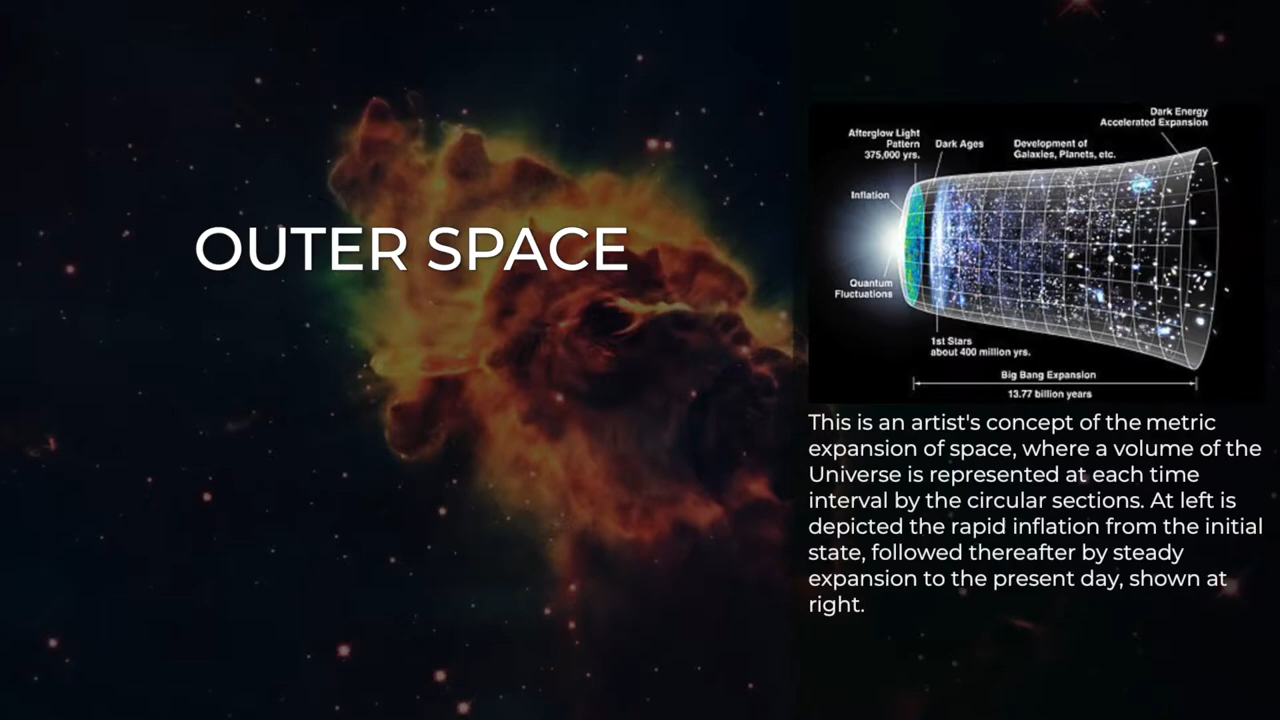 OUTER SPACE
Dark Energy
Accelerated Expansion
Afterglow Light
Pattern
375,000 yrs.
Dark Ages
Development of
Galaxies, Planets, etc.
Inflation
Quantum
Fluctuations
1st Stars
about 400 million yrs.
Big Bang Expansion
13.77 billion years
This is an artist's concept of the metric
expansion of space, where a volume of the
Universe is represented at each time
interval by the circular sections. At left is
depicted the rapid inflation from the initial
state, followed thereafter by steady
expansion to the present day, shown at
right.